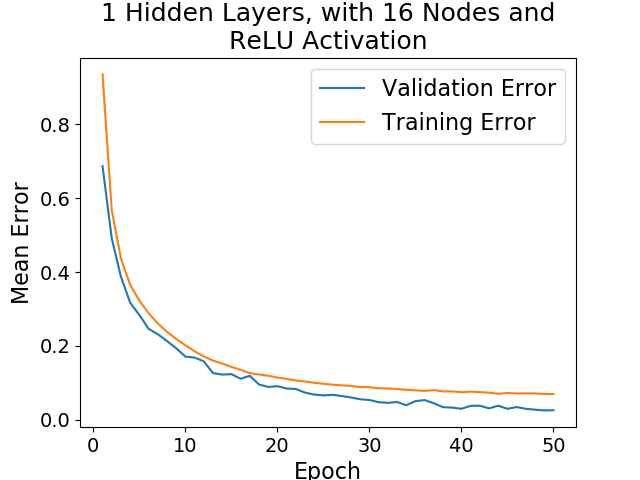 1 Hidden Layers, with 16 Nodes and
ReLU Activation
Validation Error
Training Error
Mean Error
0.8
0.6
0.4
0.2
0.0
0 10 20 30 40 50
Epoch